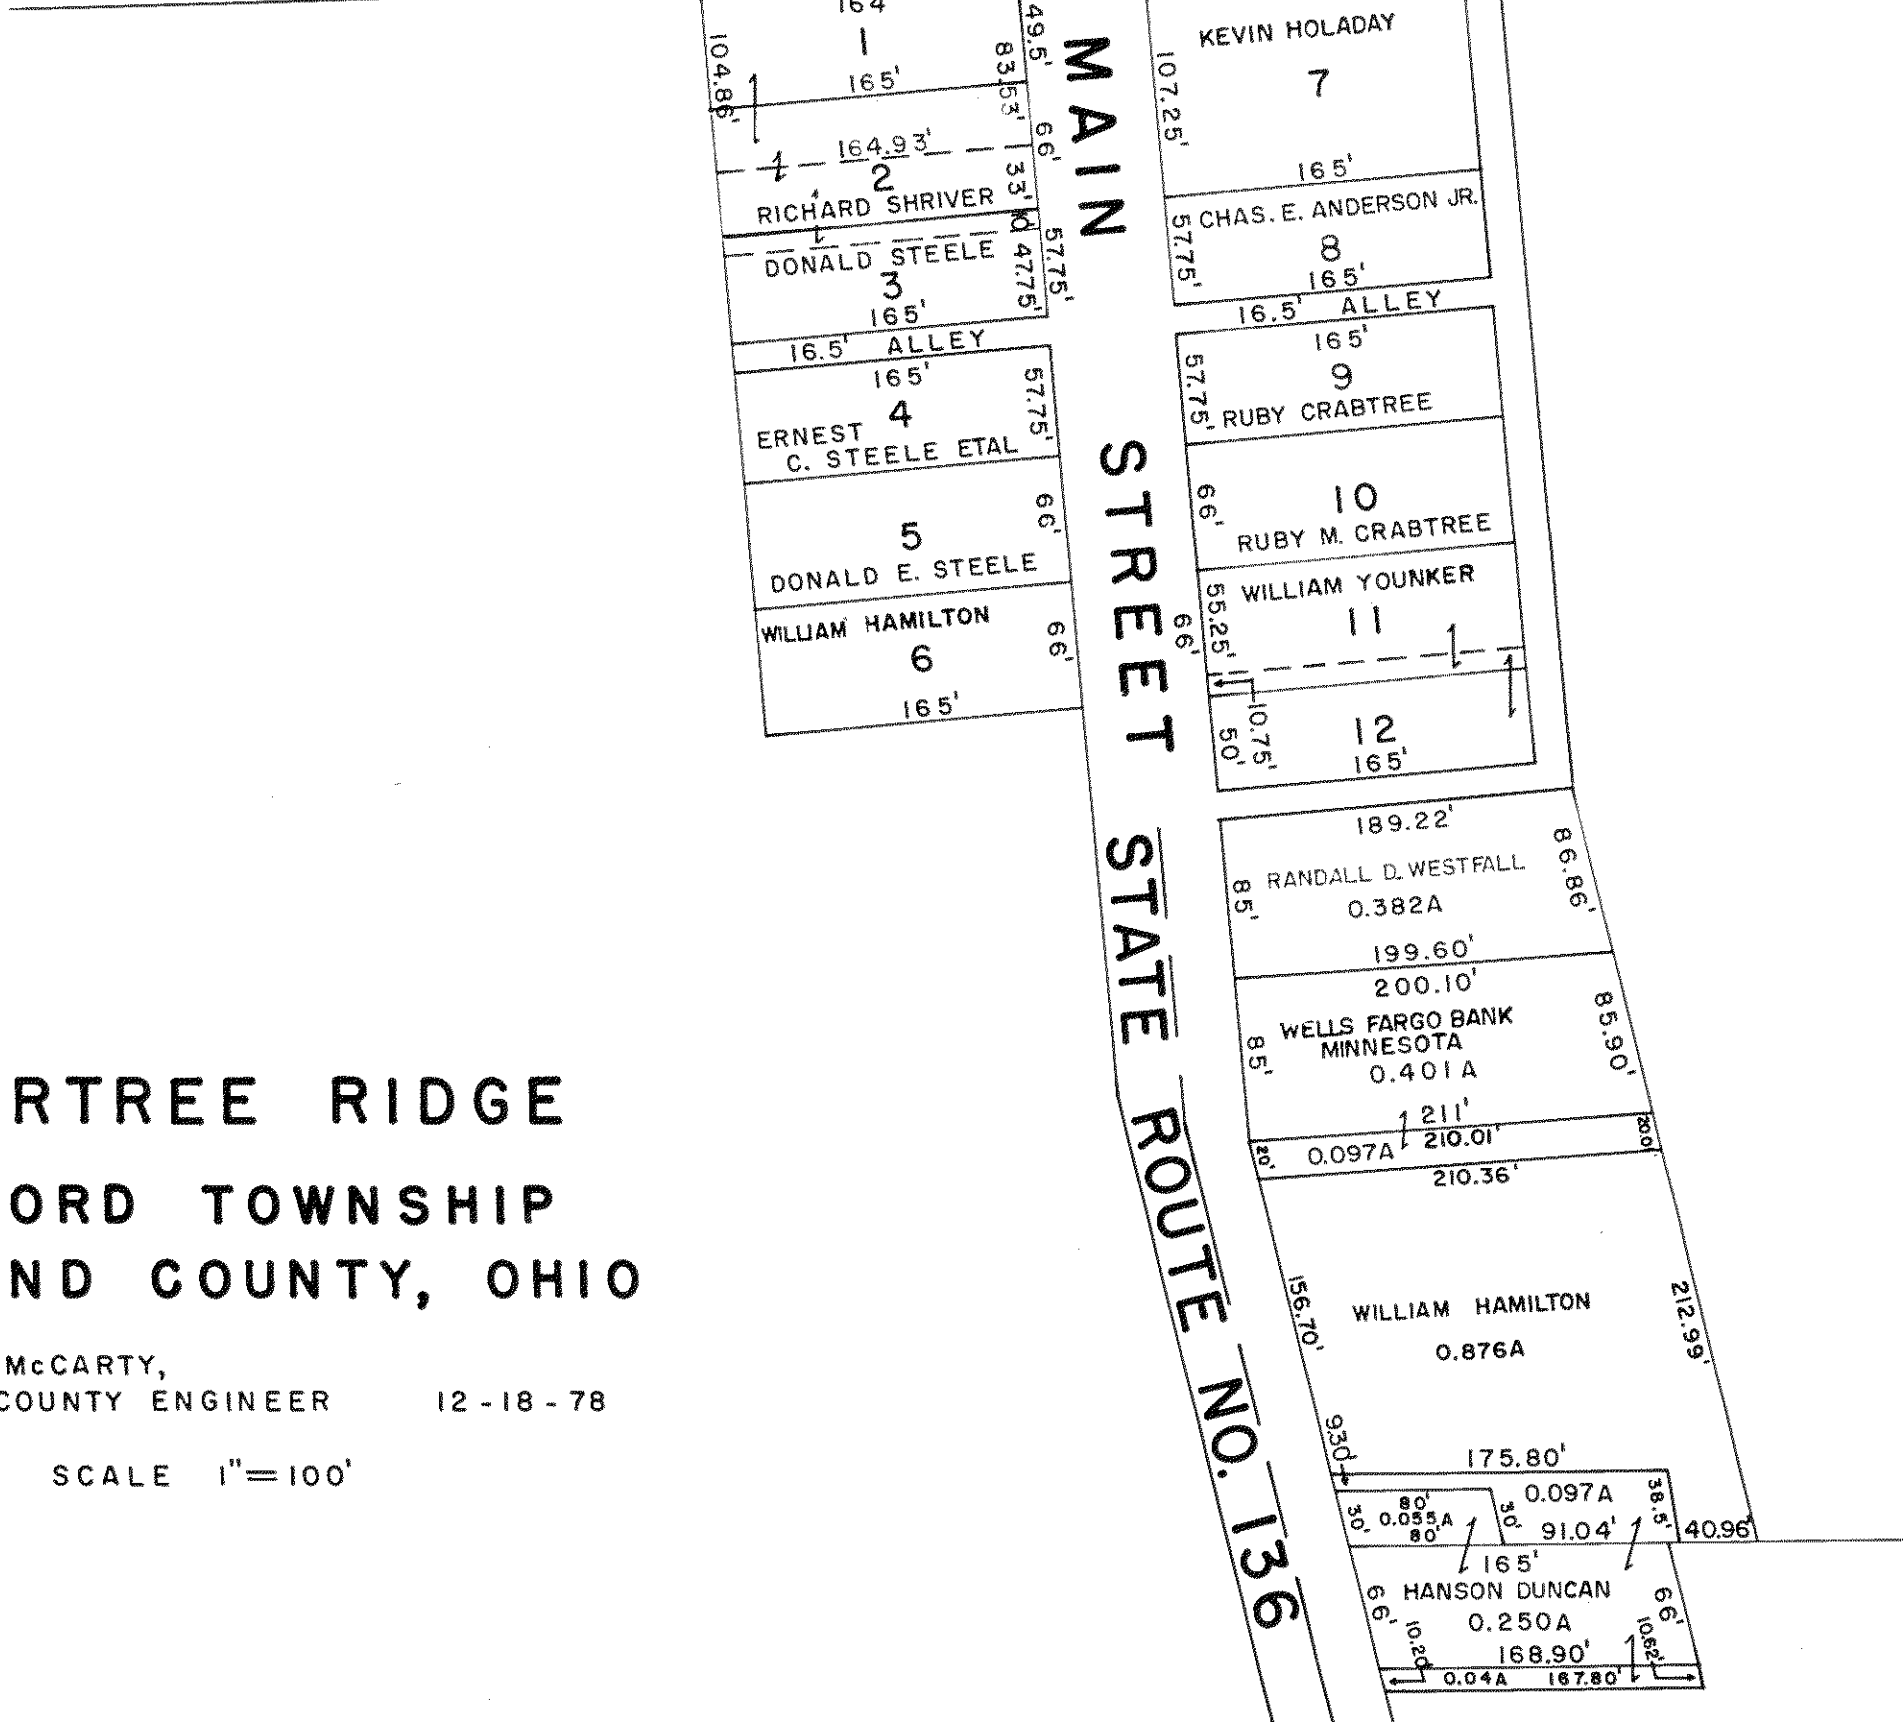 164'
1
104.86'
165'
83.53'
49.5'
164.93'
2
33'
66'
RICHARD SHRIVER
10'
DONALD STEELE
3
47.75'
57.75'
165'
16.5' ALLEY
165'
4
57.75'
ERNEST
C. STEELE ETAL
5
66'
DONALD E. STEELE
WILLIAM HAMILTON
6
66'
165'
MAIN STREET
STATE ROUTE NO. 136
KEVIN HOLADAY
7
107.25'
165'
CHAS. E. ANDERSON JR.
8
57.75'
165'
16.5' ALLEY
165'
9
57.75'
RUBY CRABTREE
10
66'
RUBY M. CRABTREE
WILLIAM YOUNKER
11
55.25'
66'
10.75'
12
50'
165'
189.22'
86.86'
RANDALL D. WESTFALL
85'
0.382A
199.60'
200.10'
WELLS FARGO BANK
MINNESOTA
85'
85.90'
0.401A
211'
210.01'
0.097A
20'
20.01'
210.36'
156.70'
WILLIAM HAMILTON
212.99'
0.876A
9.30'
175.80'
80'
0.097A
38.5'
30'
0.055A
30'
80'
91.04'
40.96'
165'
HANSON DUNCAN
66'
66'
0.250A
10.20'
10.62'
168.90'
0.04A 167.80'
RTREE RIDGE
ORD TOWNSHIP
ND COUNTY, OHIO
McCARTY,
COUNTY ENGINEER 12-18-78
SCALE 1"=100'